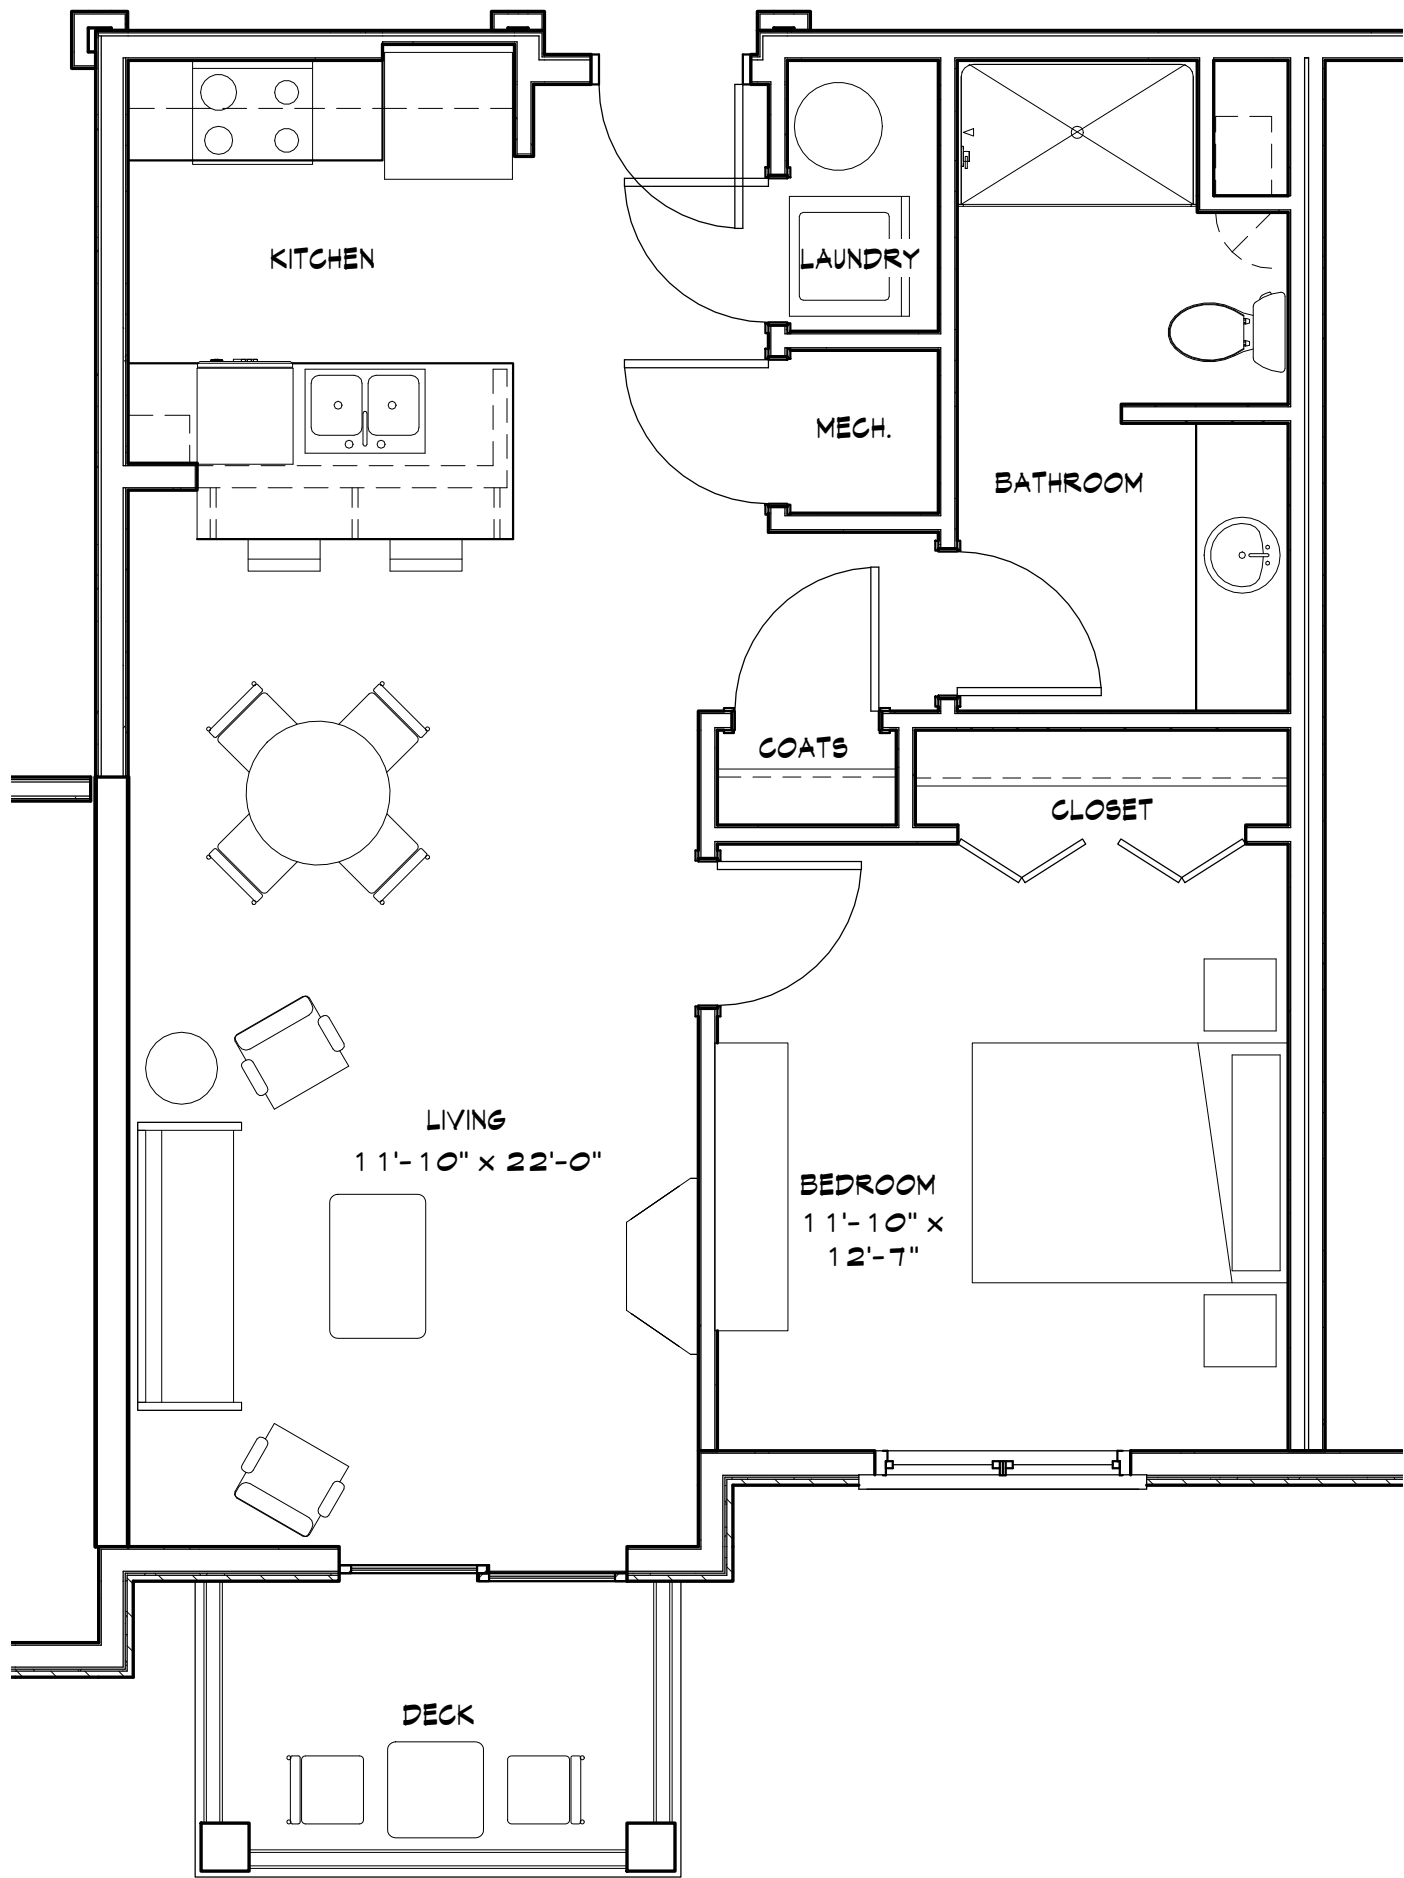 KITCHEN
LAUNDRY
MECH.
BATHROOM
COATS
CLOSET
LIVING
11'-10" x 22'-0"
BEDROOM
11'-10" x
12'-7"
DECK